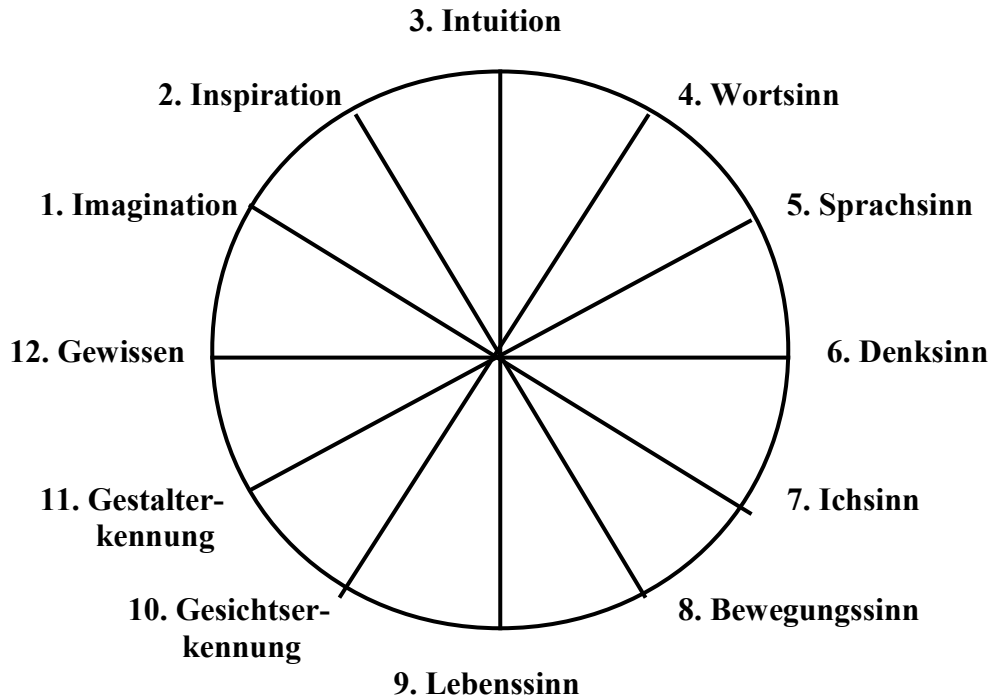 3. Intuition
2. Inspiration
4. Wortsinn
1. Imagination
5. Sprachsinn
12. Gewissen
6. Denksinn
11. Gestalter-
kennung
7. Ichsinn
10. Gesichtser-
kennung
8. Bewegungssinn
9. Lebenssinn